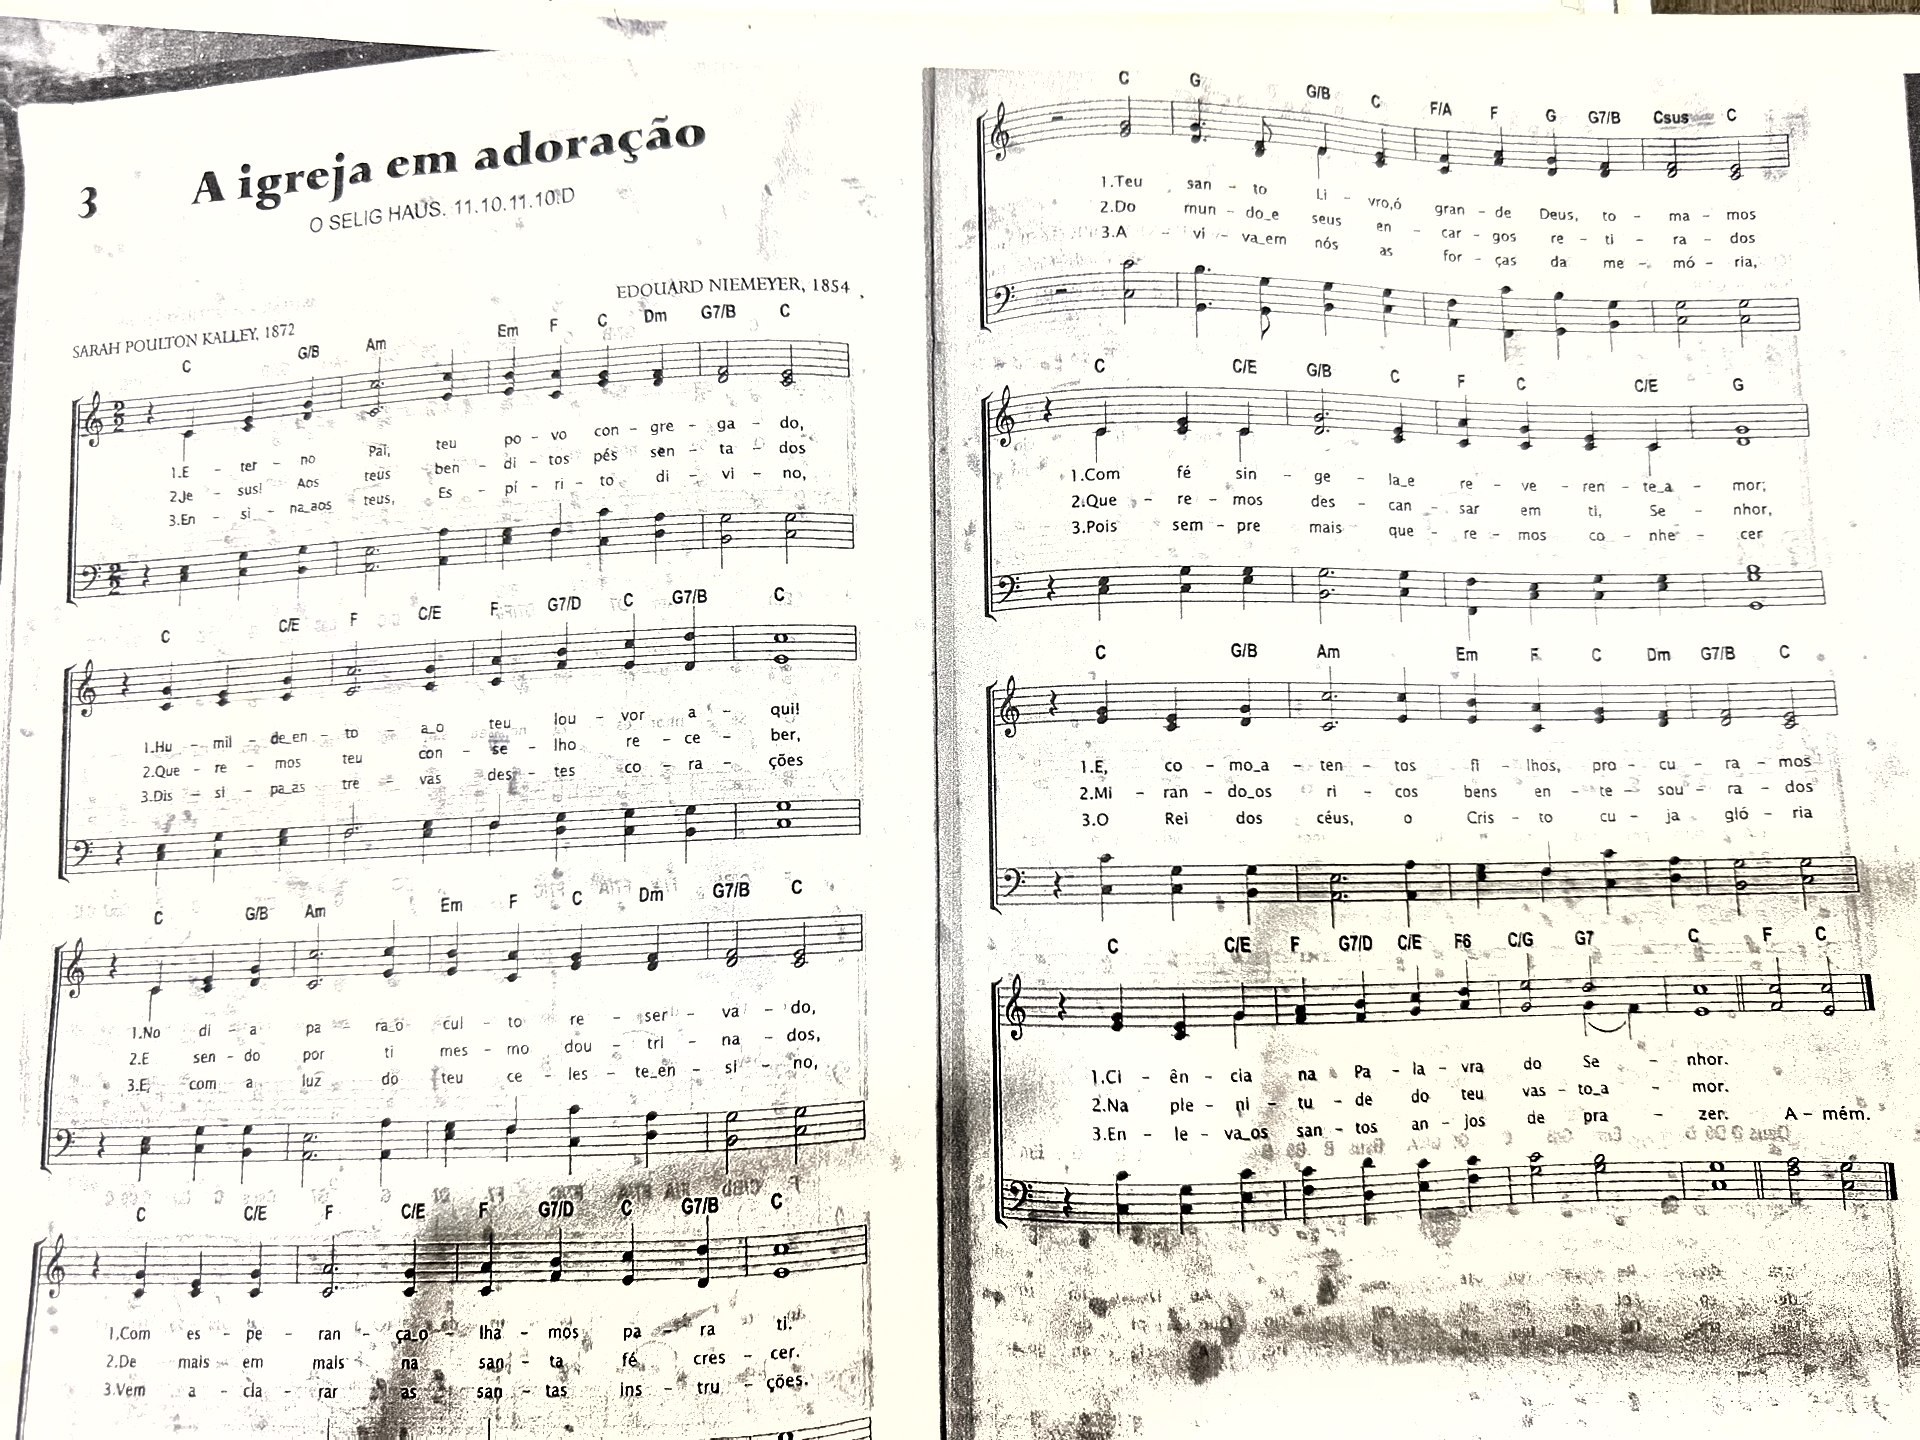 3
A igreja em adoração
O SELIG HAUS. 11.10.11.10.D
EDOUARD NIEMEYER, 1854
SARAH POULTON KALLEY, 1872
C G/B Am Em F C Dm G7/B C
1.E - ter - no Pai, teu po - vo con - gre - ga - do,
2.Je - sus! Aos teus ben - di - tos pés sen - ta - dos
3.En - si - na_aos teus, Es - pí - ri - to di - vi - no,
C C/E F C/E F G7/D C G7/B C
1.Hu - mil - de_en - to - a_o teu lou - vor a - qui!
2.Que - re - mos teu con - se - lho re - ce - ber,
3.Dis - si - pa_as tre - vas des - tes co - ra - ções
C G/B Am Em F C Dm G7/B C
1.No di - a pa - ra_o cul - to re - ser - va - do,
2.E sen - do por ti mes - mo dou - tri - na - dos,
3.E, com a luz do teu ce - les - te_en - si - no,
C C/E F C/E F G7/D C G7/B C
1.Com es - pe - ran - ça_o - lha - mos pa - ra ti.
2.De mais em mais na san - ta fé cres - cer.
3.Vem a - cla - rar as san - tas ins - tru - ções.
C G G/B C F/A F G G7/B Csus C
1.Teu san - to Li - vro,ó gran - de Deus, to - ma - mos
2.Do mun - do_e seus en - car - gos re - ti - ra - dos
3.A - vi - va_em nós as for - ças da me - mó - ria,
C C/E G/B C F C C/E G
1.Com fé sin - ge - la_e re - ve - ren - te_a - mor;
2.Que - re - mos des - can - sar em ti, Se - nhor,
3.Pois sem - pre mais que - re - mos co - nhe - cer
C G/B Am Em F C Dm G7/B C
1.E, co - mo_a - ten - tos fi - lhos, pro - cu - ra - mos
2.Mi - ran - do_os ri - cos bens en - te - sou - ra - dos
3.O Rei dos céus, o Cris - to cu - ja gló - ria
C C/E F G7/D C/E F6 C/G G7 C F C
1.Ci - ên - cia na Pa - la - vra do Se - nhor.
2.Na ple - ni - tu - de do teu vas - to_a - mor.
3.En - le - va_os san - tos an - jos de pra - zer. A - mém.